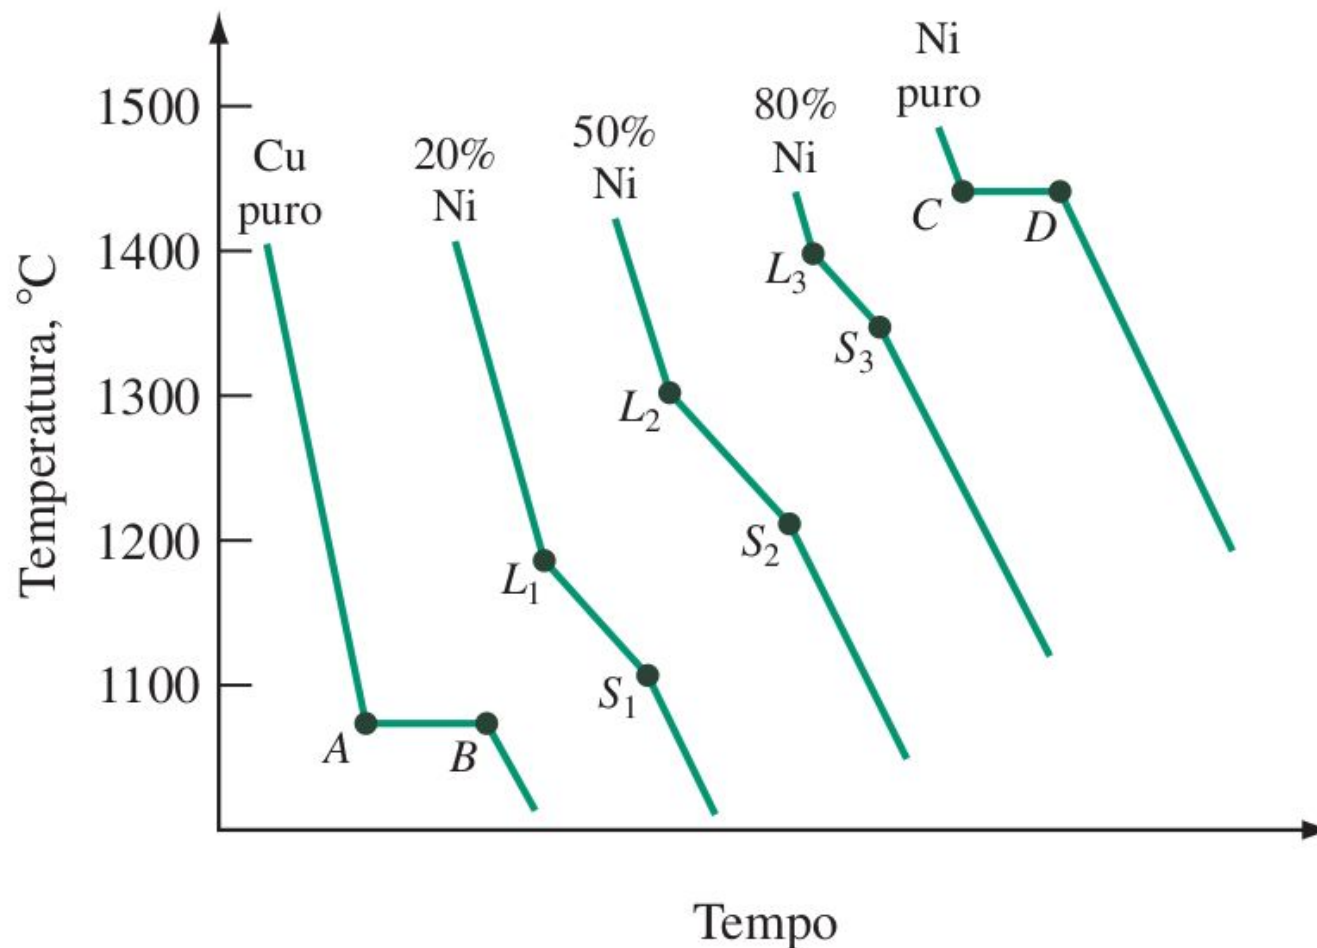 Ni
puro
80%
Ni
50%
Ni
20%
Ni
Cu
puro
1500
1400
1300
1200
1100
Temperatura, °C
C
D
L3
S3
L2
S2
L1
S1
A
B
Tempo